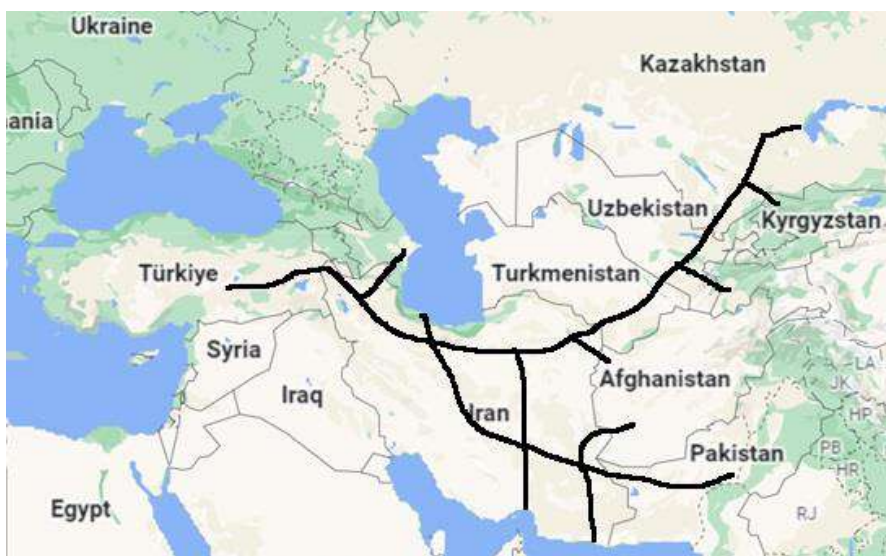 Ukraine
Kazakhstan
ania
Uzbekistan
Kyrgyzstan
Türkiye
Turkmenistan
Syria
Afghanistan
LA
JK
Iraq
Iran
HP
Pakistan
PB
HR
Egypt
RJ